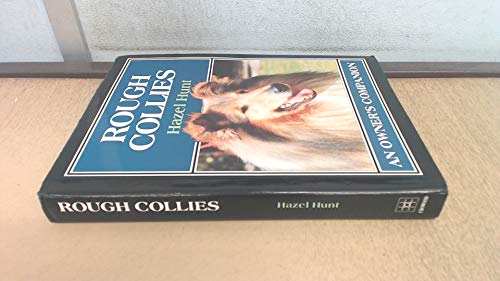 ROUGH
COLLIES
Hazel Hunt
AN OWNER'S COMPANION
ROUGH COLLIES
Hazel Hunt